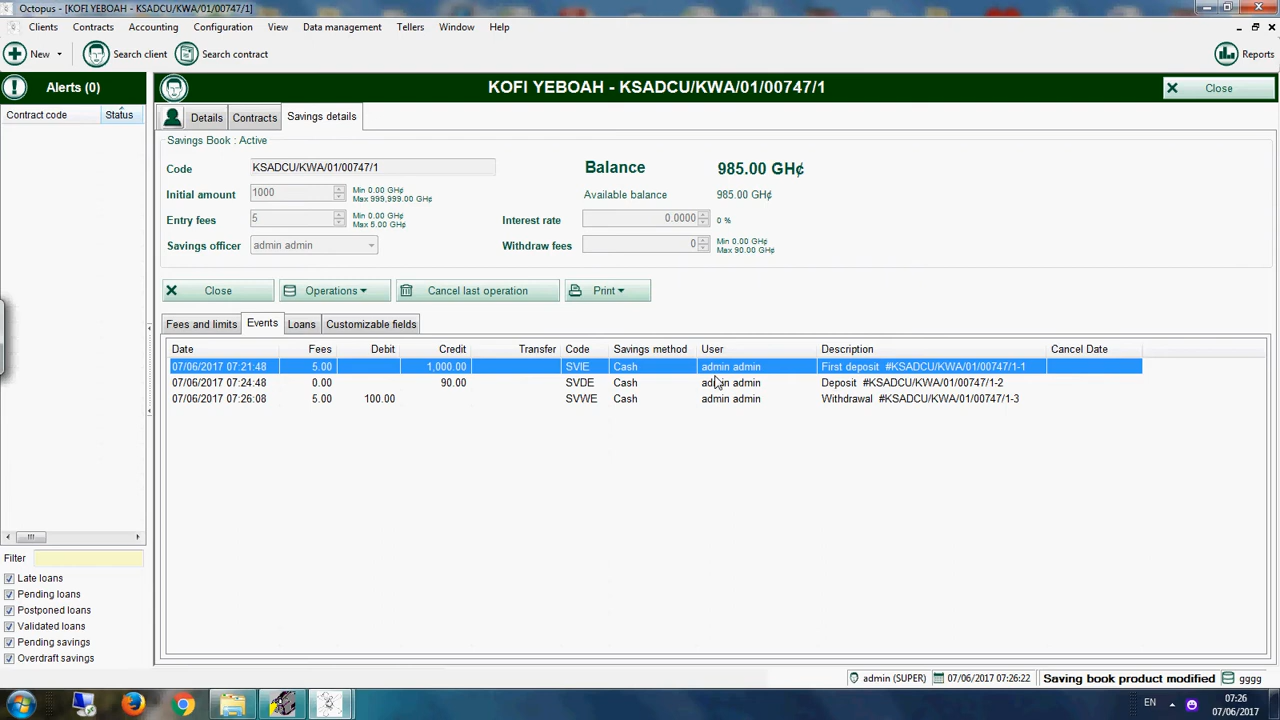 Octopus - [KOFI YEBOAH - KSADCU/KWA/01/00747/1]
Clients Contracts Accounting Configuration View Data management Tellers Window Help
New Search client Search contract Reports
Alerts (0)
KOFI YEBOAH - KSADCU/KWA/01/00747/1
Close
Contract code Status
Details Contracts Savings details
Savings Book : Active
Code KSADCU/KWA/01/00747/1 Balance 985.00 GH¢
Initial amount 1000 Min 0.00 GH¢
Max 999,999.00 GH¢
Available balance 985.00 GH¢
Entry fees 5 Min 0.00 GH¢
Max 5.00 GH¢
Interest rate 0.0000 0 %
Savings officer admin admin
Withdraw fees 0 Min 0.00 GH¢
Max 90.00 GH¢
Close Operations Cancel last operation Print
Fees and limits Events Loans Customizable fields
Date Fees Debit Credit Transfer Code Savings method User Description Cancel Date
07/06/2017 07:21:48 5.00 1,000.00 SVIE Cash admin admin First deposit #KSADCU/KWA/01/00747/1-1
07/06/2017 07:24:48 0.00 90.00 SVDE Cash admin admin Deposit #KSADCU/KWA/01/00747/1-2
07/06/2017 07:26:08 5.00 100.00 SVWE Cash admin admin Withdrawal #KSADCU/KWA/01/00747/1-3
Filter
Late loans
Pending loans
Postponed loans
Validated loans
Pending savings
Overdraft savings
admin (SUPER) 07/06/2017 07:26:22 Saving book product modified gggg
EN 07:26
07/06/2017